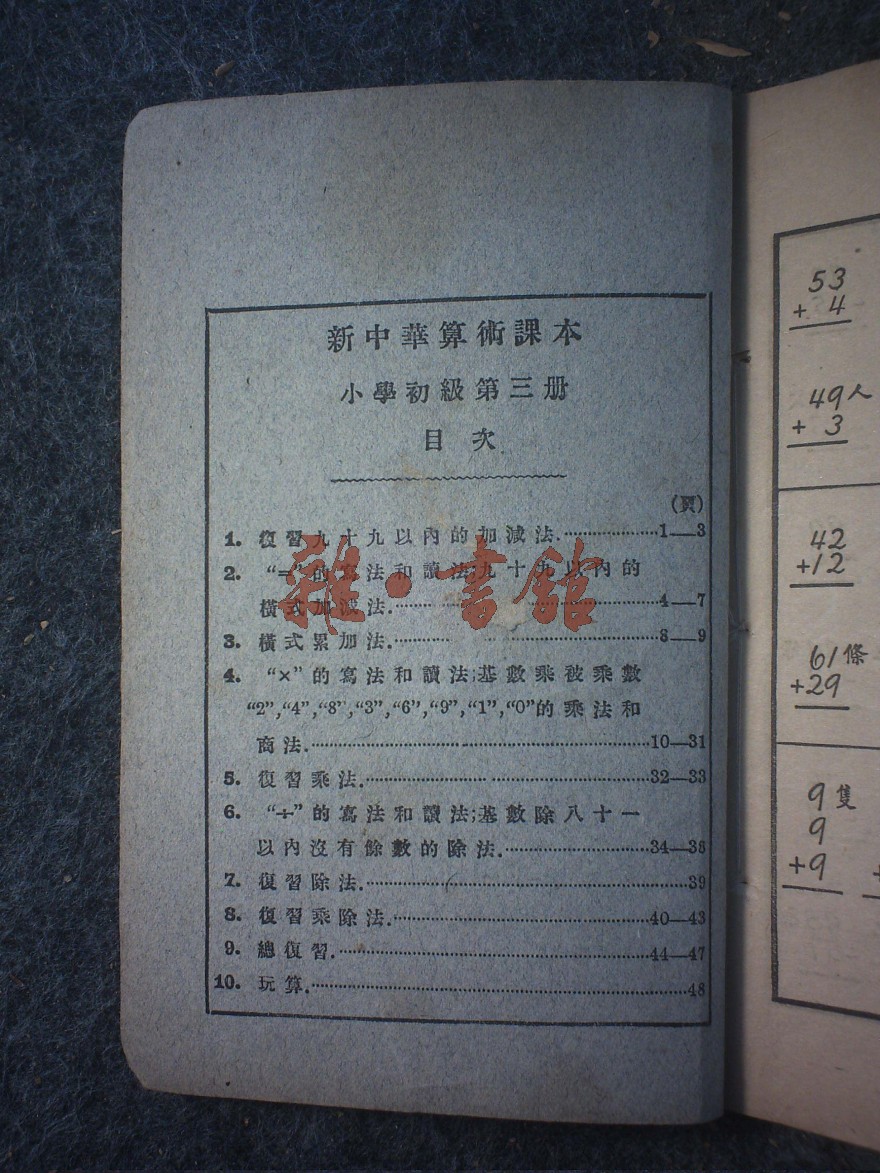 新中華算術課本
小學初級第三册
目次
(頁)
1. 復習九十九以內的加減法.……………1—3
2. “=”的寫法和讀法;九十九以內的
橫式加減法.……………4—7
3. 橫式累加法.……………8—9
4. “×”的寫法和讀法;基數乘被乘數
“2”,“4”,“8”,“3”,“6”,“9”,“1”,“0”的乘法和
商法.……………10—31
5. 復習乘法.……………32—33
6. “÷”的寫法和讀法;基數除八十一
以內沒有餘數的除法.……………34—38
7. 復習除法.……………39
8. 復習乘除法.……………40—43
9. 總復習.……………44—47
10. 玩算.……………48
雅·書館
53
+ 4
49人
+ 3
42
+12
61條
+29
9隻
9
+9
+